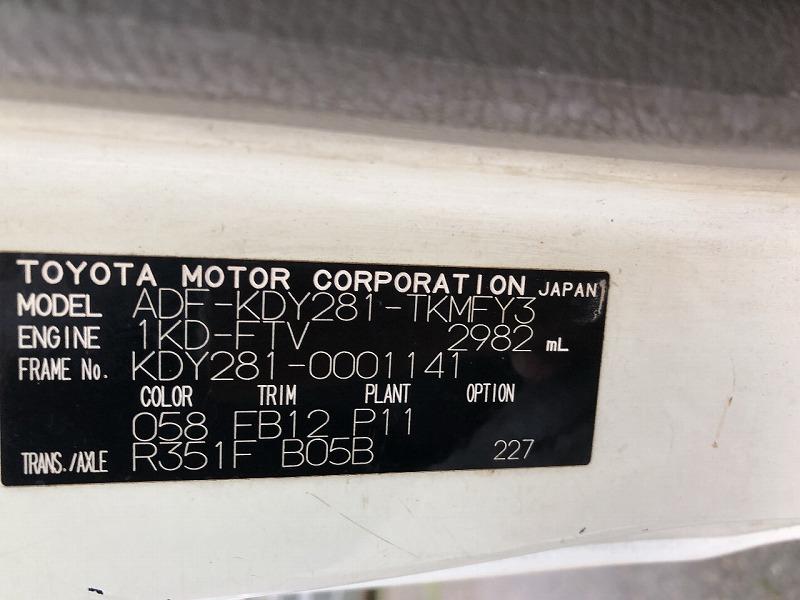 TOYOTA MOTOR CORPORATION JAPAN
MODEL ADF-KDY281-TKMFY3
ENGINE 1KD-FTV 2982 mL
FRAME No. KDY281-0001141
COLOR TRIM PLANT OPTION
058 FB12 P11
TRANS./AXLE R351F B05B 227